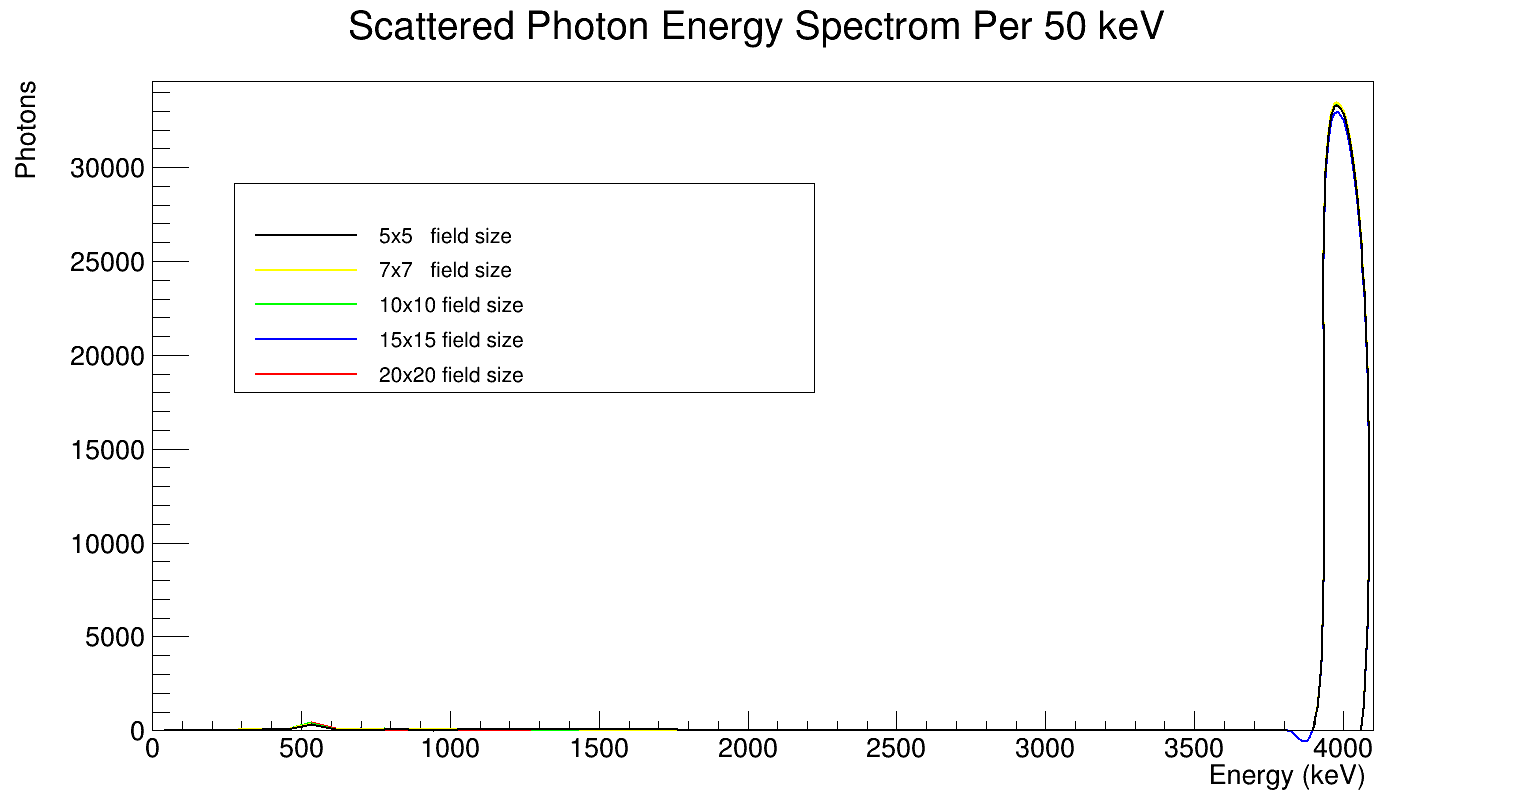 Scattered Photon Energy Spectrom Per 50 keV
Photons
30000
25000
20000
15000
10000
5000
0
5x5 field size
7x7 field size
10x10 field size
15x15 field size
20x20 field size
0 500 1000 1500 2000 2500 3000 3500 4000
Energy (keV)